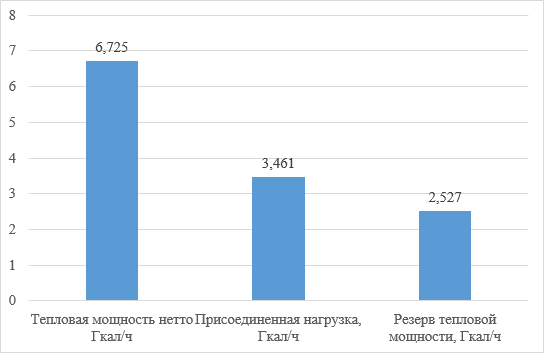 8
7
6
5
4
3
2
1
0
6,725
3,461
2,527
Тепловая мощность нетто
Гкал/ч
Присоединенная нагрузка,
Гкал/ч
Резерв тепловой
мощности, Гкал/ч